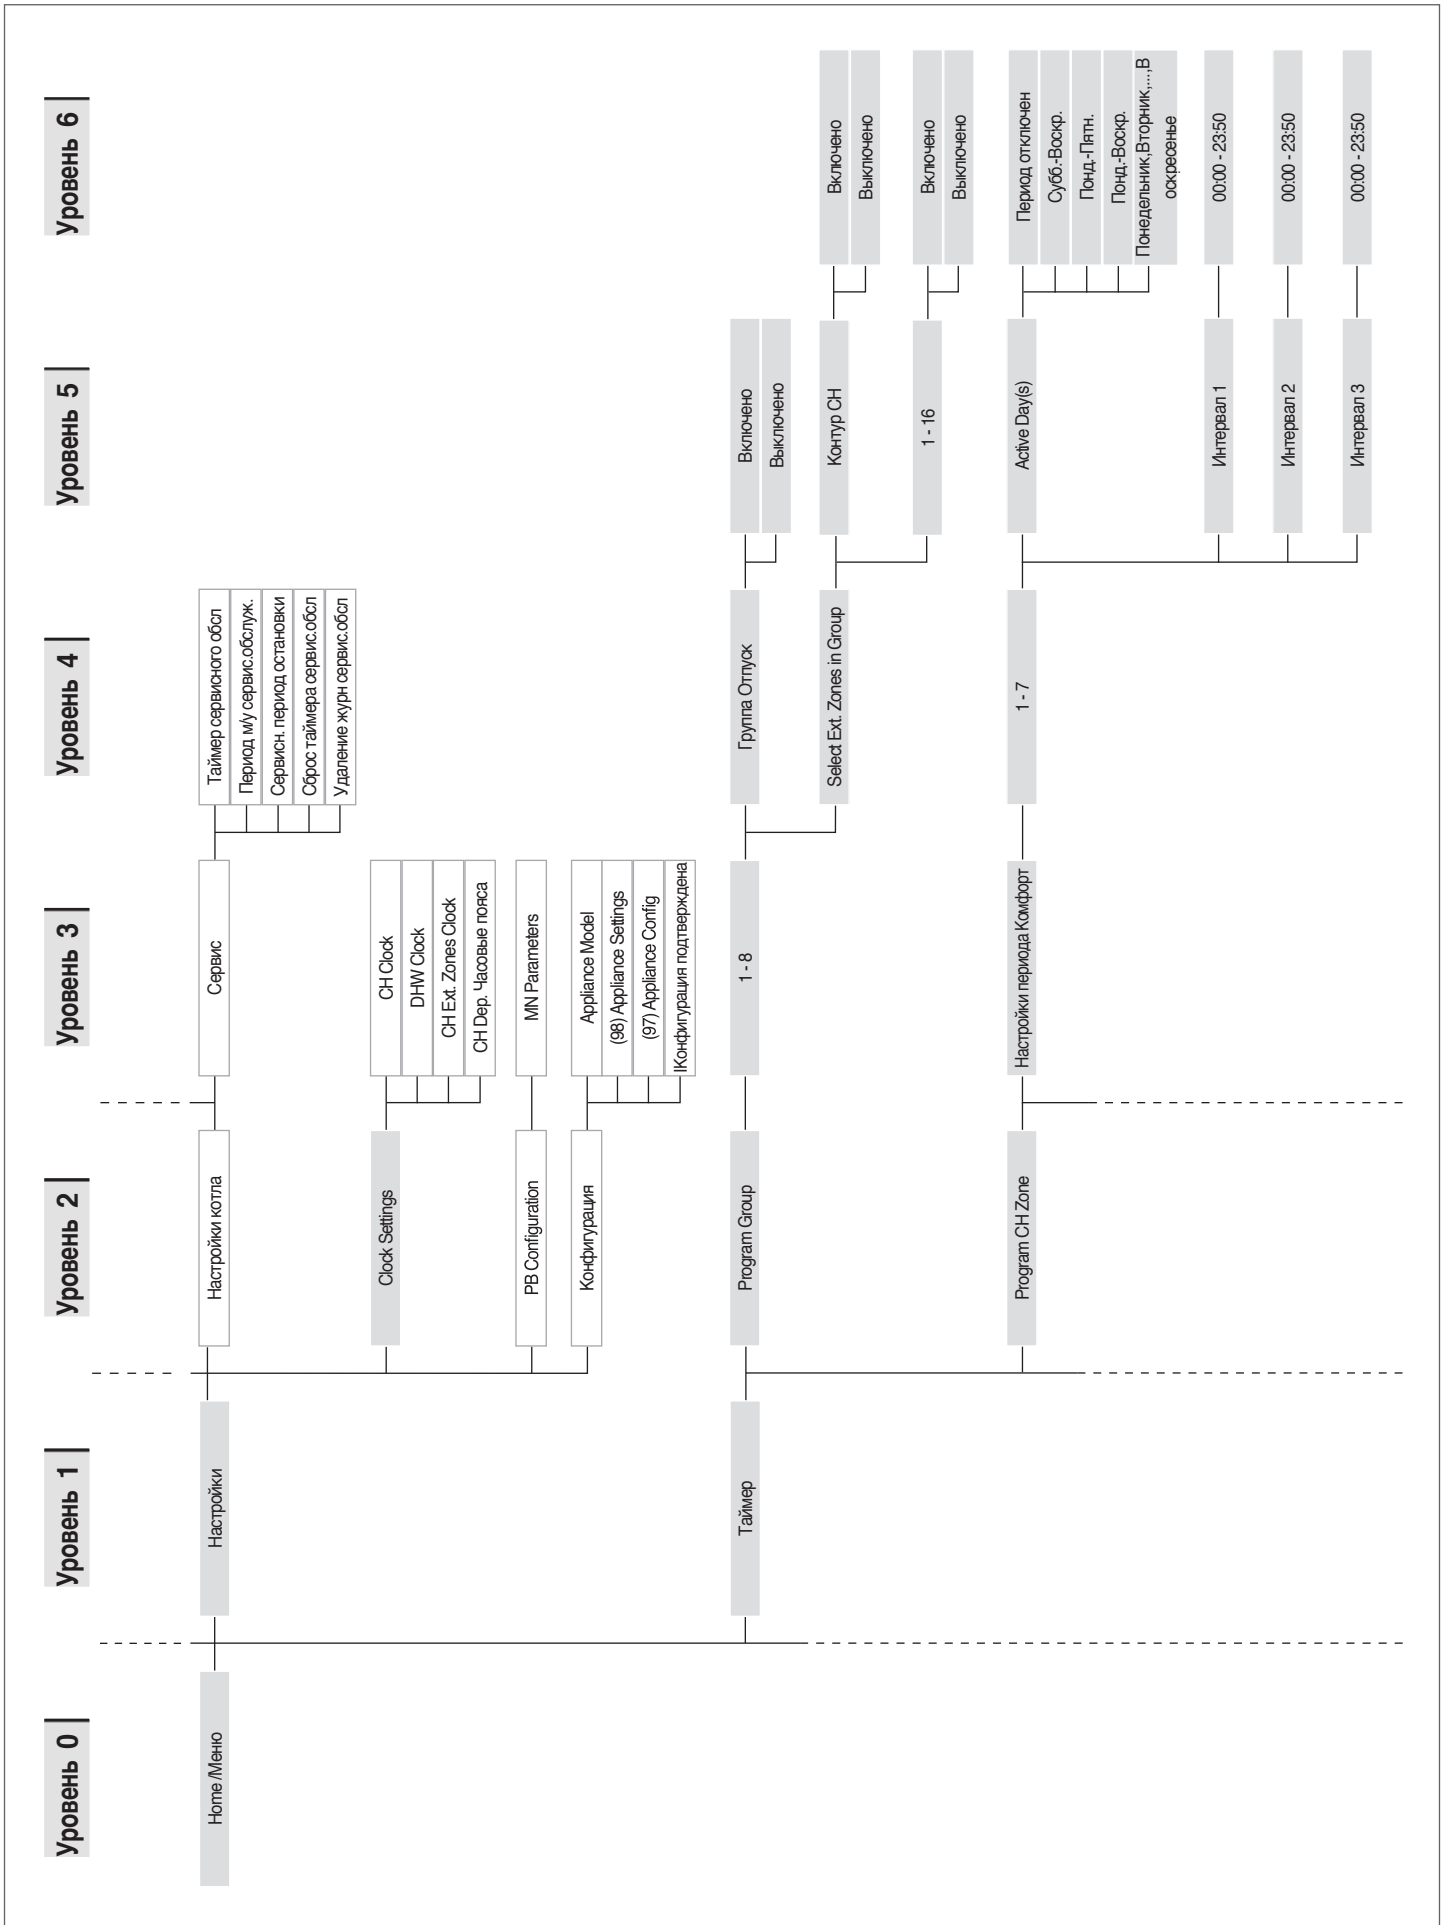 Уровень 0
Уровень 1
Уровень 2
Уровень 3
Уровень 4
Уровень 5
Уровень 6
Home /Меню
Настройки
Настройки котла
Сервис
Таймер сервисного обсл
Период м/у сервис.обслуж.
Сервисн. период остановки
Сброс таймера сервис.обсл
Удаление журн сервис.обсл
Clock Settings
CH Clock
DHW Clock
CH Ext. Zones Clock
CH Dep. Часовые пояса
PB Configuration
MN Parameters
Конфигурация
Appliance Model
(98) Appliance Settings
(97) Appliance Config
IКонфигурация подтверждена
Таймер
Program Group
1 - 8
Группа Отпуск
Включено
Выключено
Select Ext. Zones in Group
Контур CH
Включено
Выключено
1 - 16
Включено
Выключено
Program CH Zone
Настройки периода Комфорт
1 - 7
Active Day(s)
Период отключен
Субб.-Воскр.
Понд.-Пятн.
Понд.-Воскр.
Понедельник,Вторник,...,В
оскресенье
Интервал 1
00:00 - 23:50
Интервал 2
00:00 - 23:50
Интервал 3
00:00 - 23:50